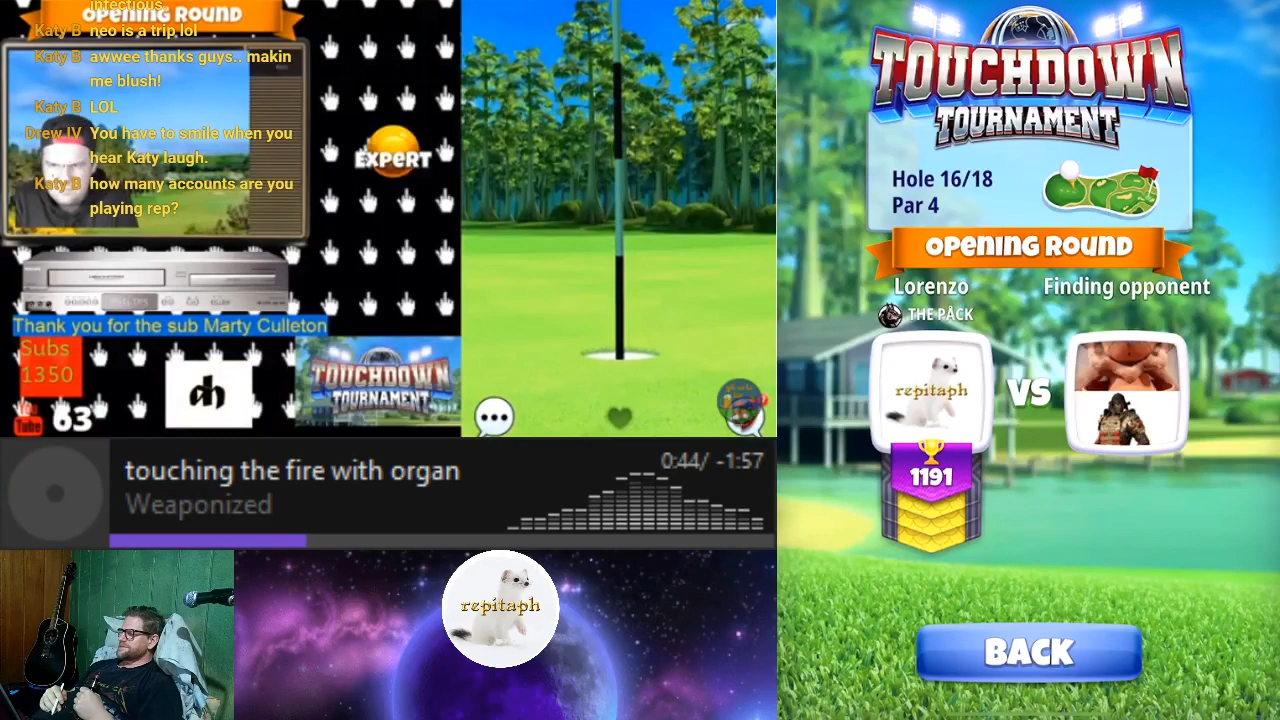 OPENING ROUND
infectious.
Katy B neo is a trip lol
Katy B awwee thanks guys.. makin
me blush!
Katy B LOL
Drew IV You have to smile when you
hear Katy laugh.
Katy B how many accounts are you
playing rep?
EXPERT
Thank you for the sub Marty Culleton
Subs
1350
You
Tube
63
TOUCHDOWN
TOURNAMENT
touching the fire with organ
Weaponized
0:44/ -1:57
repitaph
TOUCHDOWN
TOURNAMENT
Hole 16/18
Par 4
OPENING ROUND
Lorenzo
Finding opponent
THE PÅCK
repitaph
VS
1191
BACK